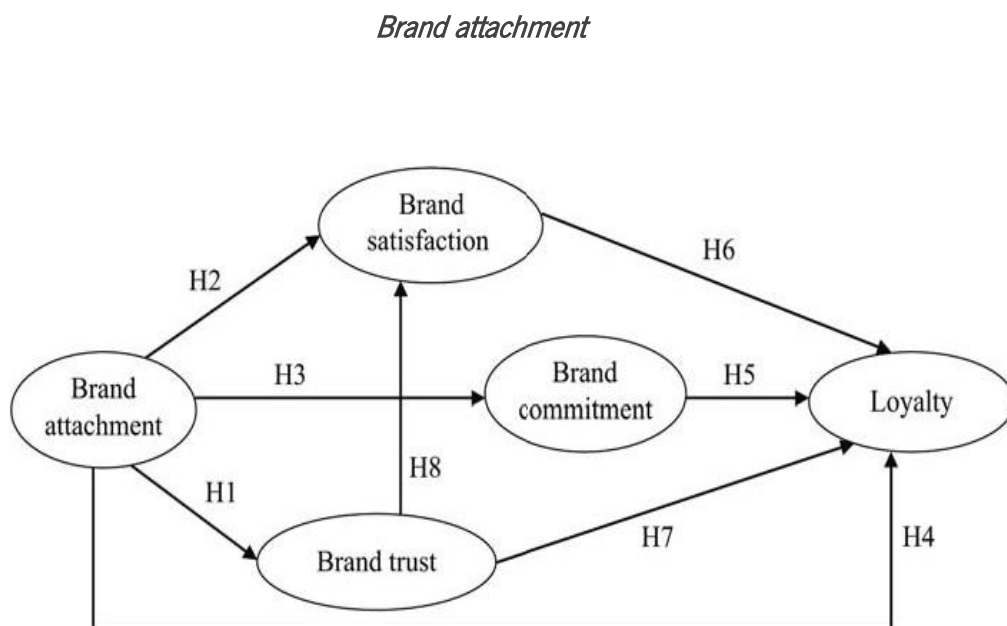 Brand attachment
Brand
satisfaction
H6
H2
H3
Brand
commitment
H5
Brand
attachment
Loyalty
H8
H1
H7
H4
Brand trust